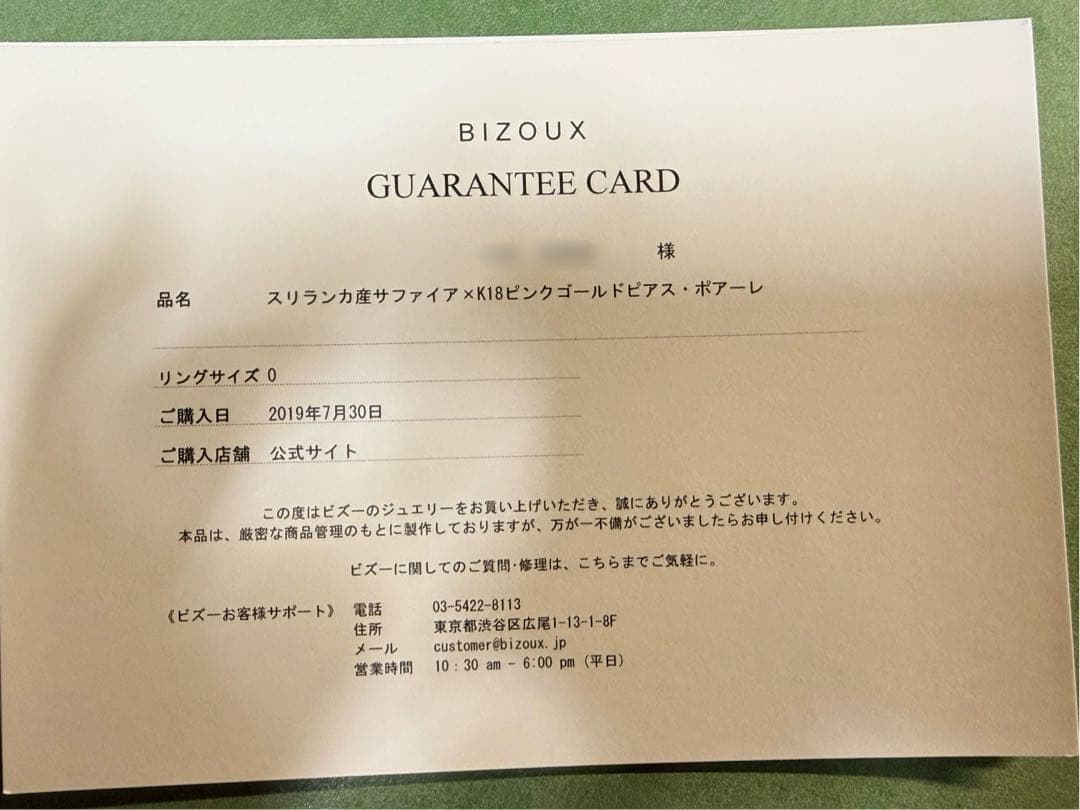 BIZOUX
GUARANTEE CARD
様
品名 スリランカ産サファイア×K18ピンクゴールドピアス・ポアーレ
リングサイズ 0
ご購入日 2019年7月30日
ご購入店舗 公式サイト
この度はビズーのジュエリーをお買い上げいただき、誠にありがとうございます。
本品は、厳密な商品管理のもとに製作しておりますが、万が一不備がございましたらお申し付けください。
ビズーに関してのご質問・修理は、こちらまでご気軽に。
《ビズーお客様サポート》 電話 03-5422-8113
住所 東京都渋谷区広尾1-13-1-8F
メール customer@bizoux.jp
営業時間 10：30 am - 6:00 pm（平日）